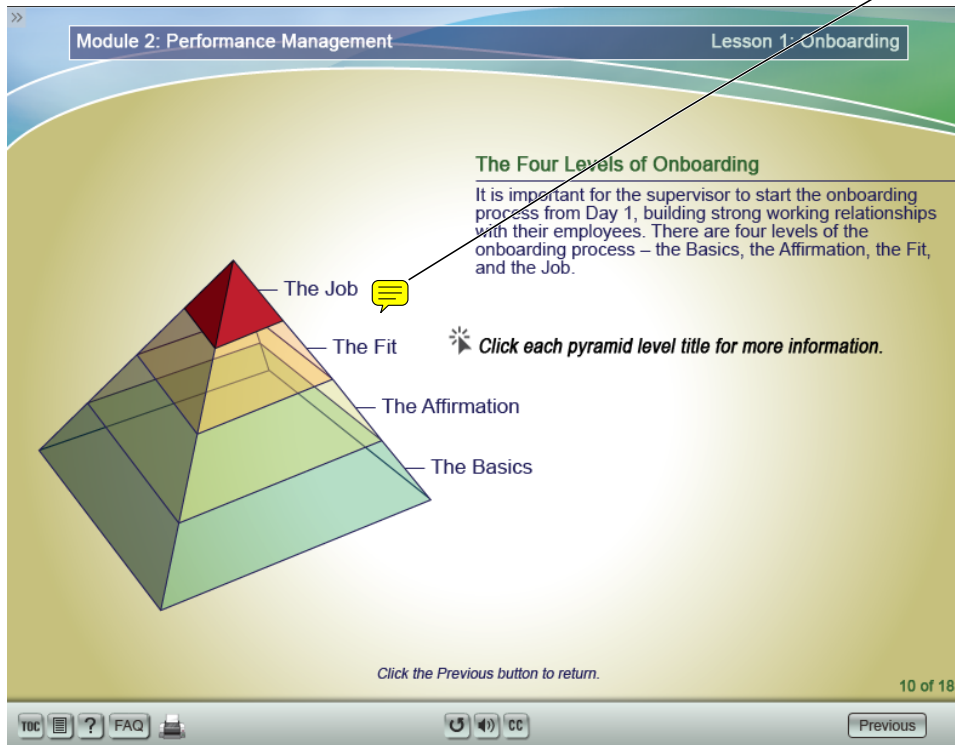 »
Module 2: Performance Management
Lesson 1: Onboarding
The Four Levels of Onboarding
It is important for the supervisor to start the onboarding
process from Day 1, building strong working relationships
with their employees. There are four levels of the
onboarding process – the Basics, the Affirmation, the Fit,
and the Job.
The Job
The Fit
Click each pyramid level title for more information.
The Affirmation
The Basics
Click the Previous button to return.
10 of 18
TOC
?
FAQ
CC
Previous